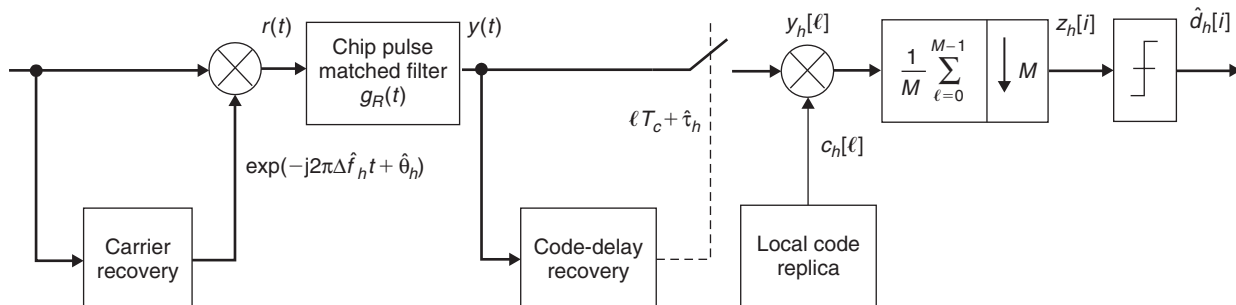 r(t)
Chip pulse
matched filter
g_R(t)
y(t)
ℓT_c + τ̂_h
y_h[ℓ]
c_h[ℓ]
1/M ∑_{ℓ=0}^{M−1}
↓ M
z_h[i]
d̂_h[i]
exp(−j2πΔf̂_h t + θ̂_h)
Carrier
recovery
Code-delay
recovery
Local code
replica